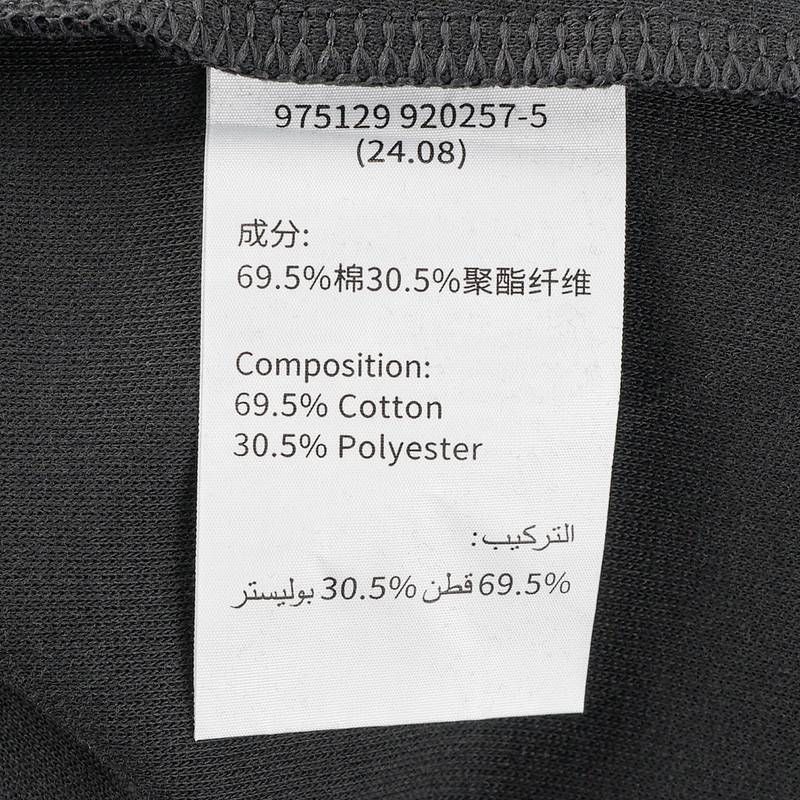 975129 920257-5
(24.08)
成分:
69.5%棉30.5%聚酯纤维
Composition:
69.5% Cotton
30.5% Polyester
التركيب:
69.5% قطن 30.5% بوليستر